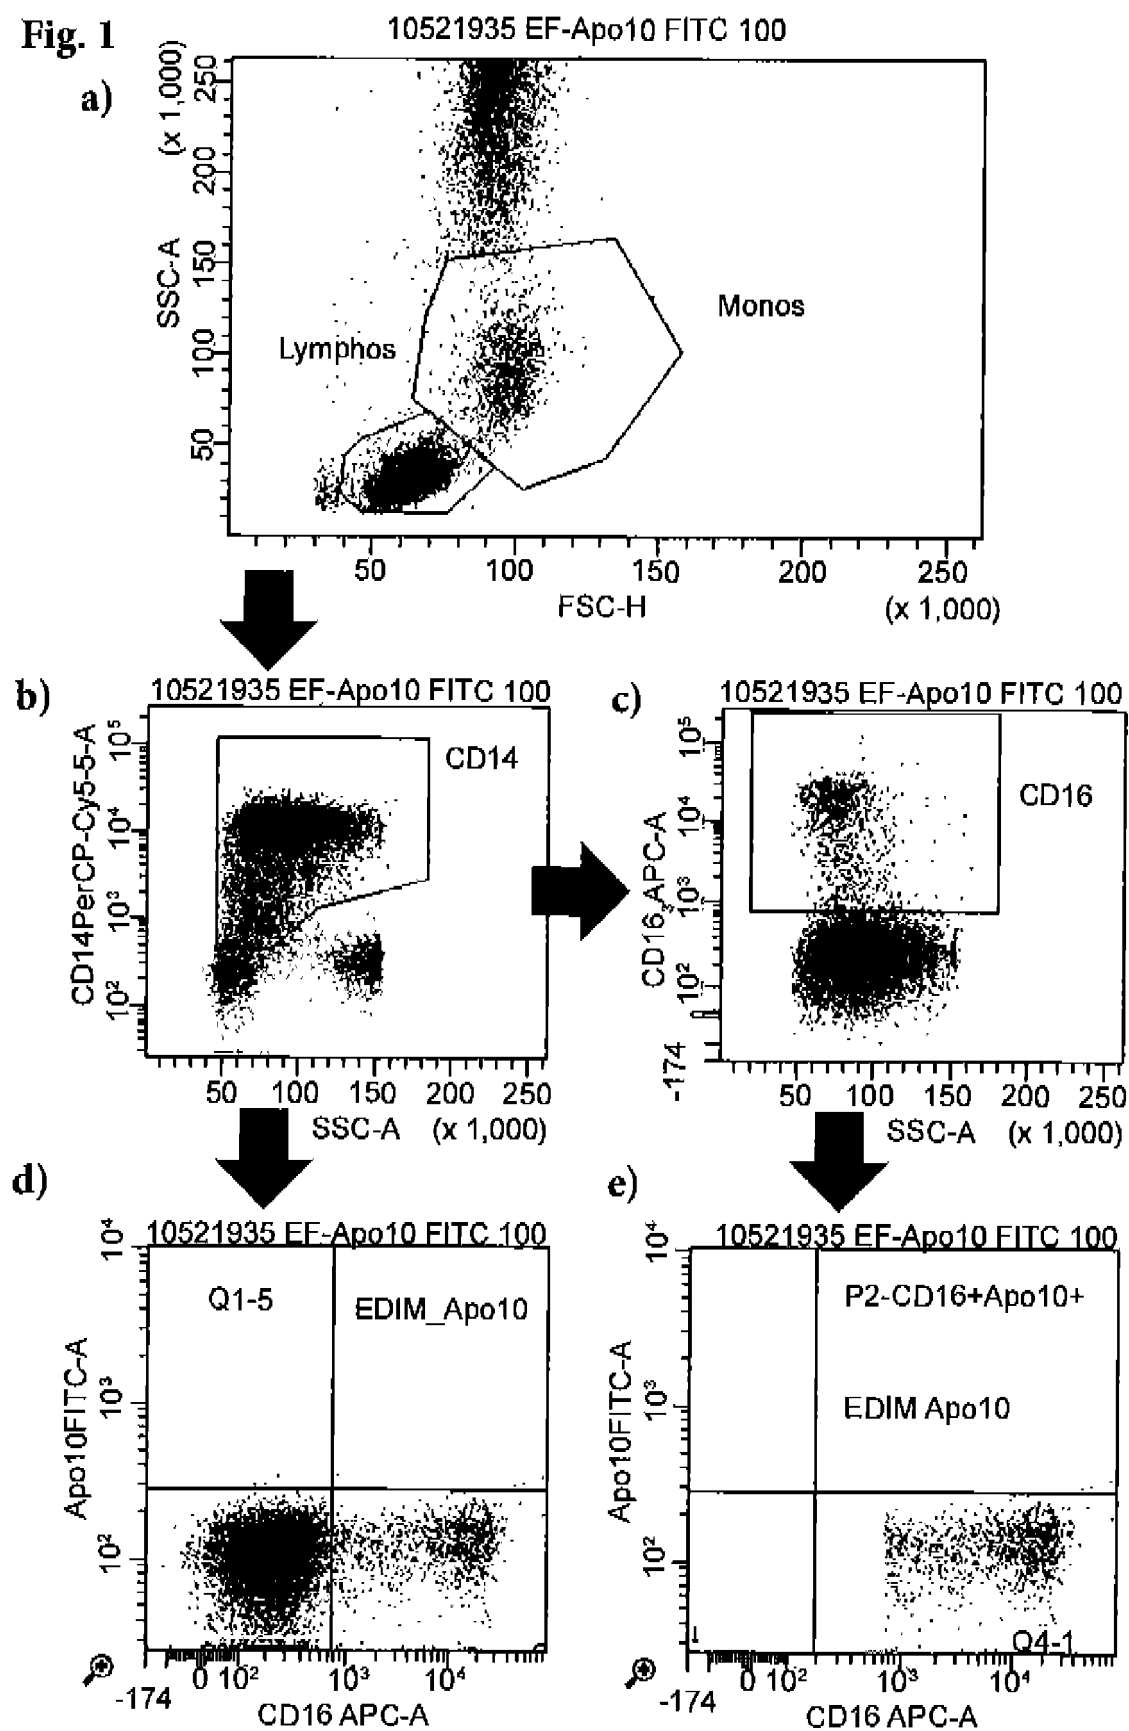 Fig. 1
10521935 EF-Apo10 FITC 100
a)
SSC-A (x 1,000)
250
200
150
100
50
Lymphos
Monos
50 100 150 200 250
FSC-H (x 1,000)
b)
10521935 EF-Apo10 FITC 100
CD14PerCP-Cy5-5-A
10⁵
10⁴
10³
10²
CD14
50 100 150 200 250
SSC-A (x 1,000)
c)
10521935 EF-Apo10 FITC 100
CD16 APC-A
10⁵
10⁴
10³
10²
-174
CD16
50 100 150 200 250
SSC-A (x 1,000)
d)
10521935 EF-Apo10 FITC 100
Apo10FITC-A
10⁴
10³
10²
Q1-5
EDIM_Apo10
-174 0 10² 10³ 10⁴
CD16 APC-A
e)
10521935 EF-Apo10 FITC 100
Apo10FITC-A
10⁴
10³
10²
P2-CD16+Apo10+
EDIM Apo10
Q4-1
-174 0 10² 10³ 10⁴
CD16 APC-A